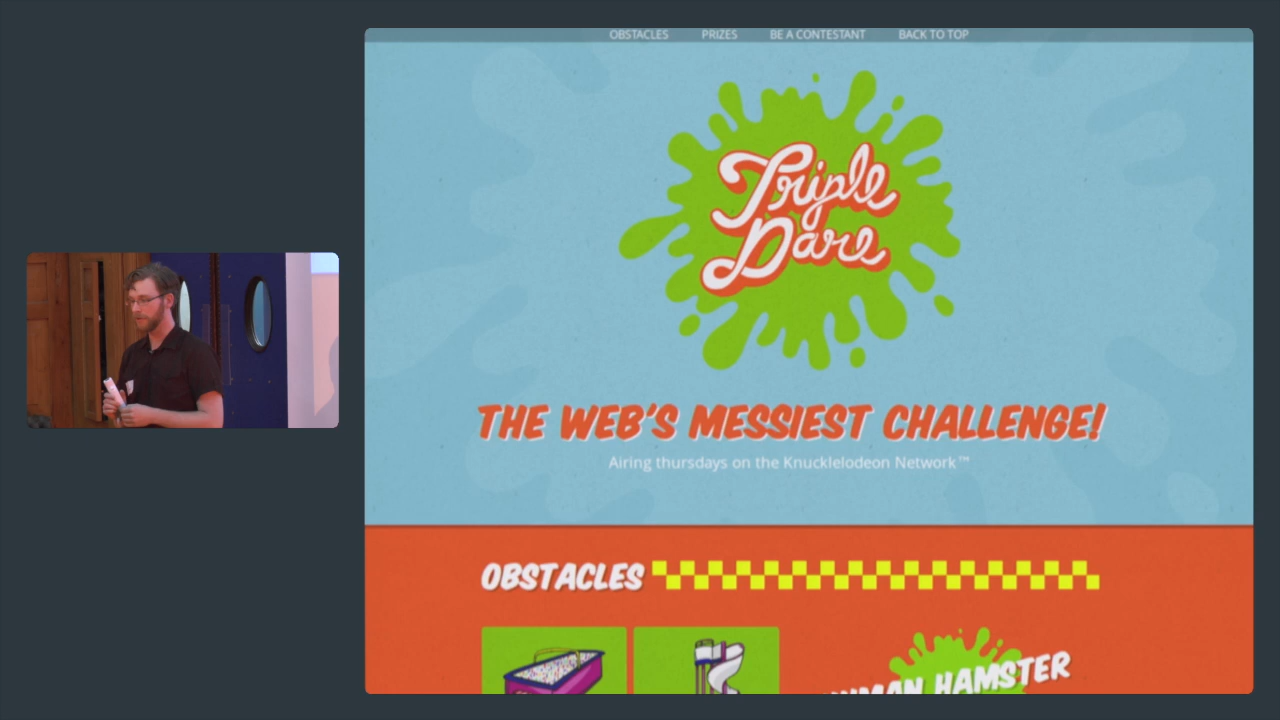 OBSTACLES PRIZES BE A CONTESTANT BACK TO TOP
Triple
Dare
THE WEB'S MESSIEST CHALLENGE!
Airing thursdays on the Knucklelodeon Network™
OBSTACLES
HAMSTER